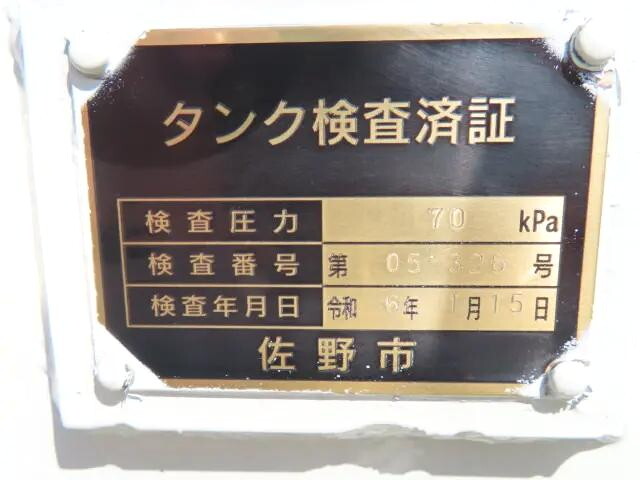 タンク検査済証
検査圧力 70 kPa
検査番号 第 05-326 号
検査年月日 令和 6年 1月15日
佐野市